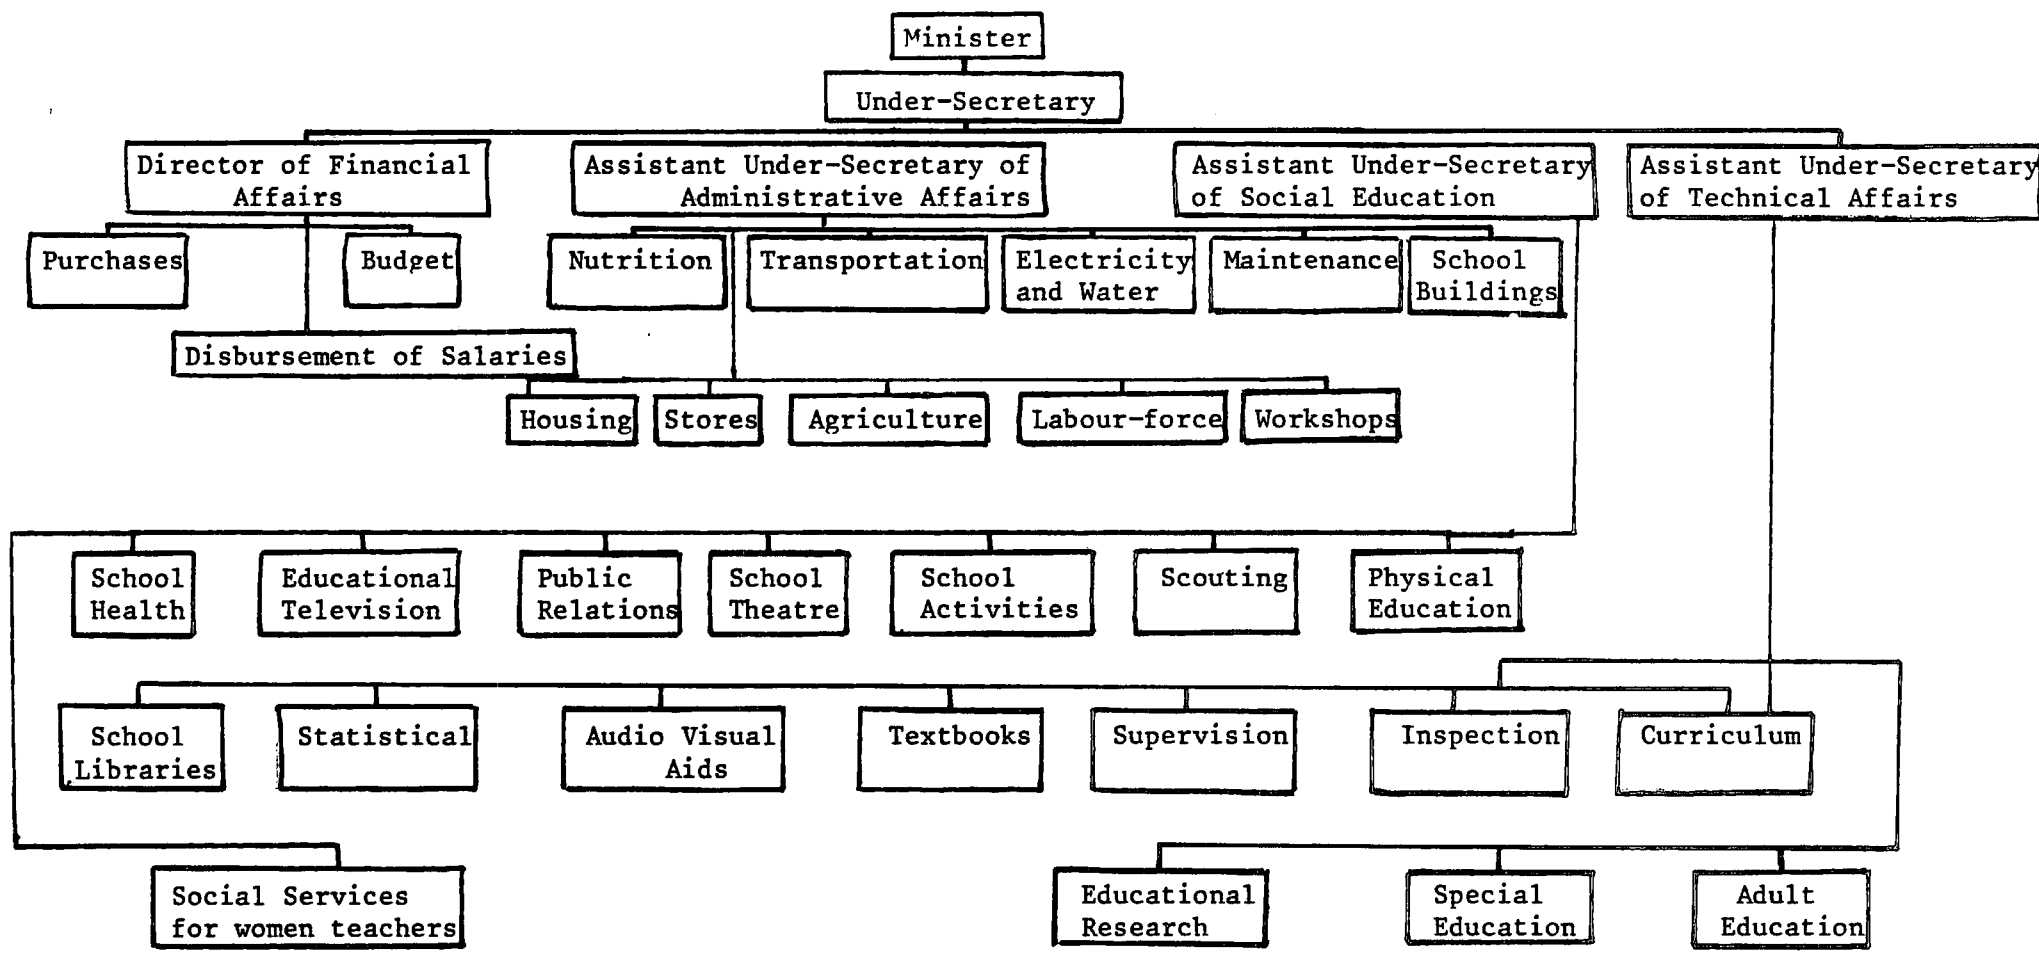 Minister
Under-Secretary
Director of Financial
Affairs
Assistant Under-Secretary of
Administrative Affairs
Assistant Under-Secretary
of Social Education
Assistant Under-Secretary
of Technical Affairs
Purchases
Budget
Nutrition
Transportation
Electricity
and Water
Maintenance
School
Buildings
Disbursement of Salaries
Housing
Stores
Agriculture
Labour-force
Workshops
School
Health
Educational
Television
Public
Relations
School
Theatre
School
Activities
Scouting
Physical
Education
School
Libraries
Statistical
Audio Visual
Aids
Textbooks
Supervision
Inspection
Curriculum
Social Services
for women teachers
Educational
Research
Special
Education
Adult
Education